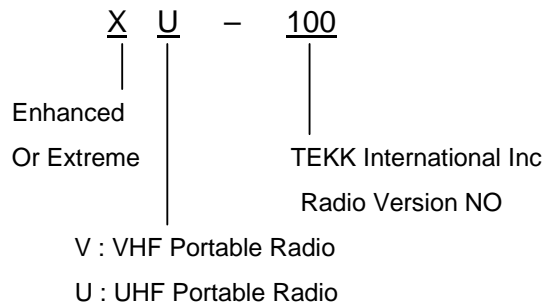 X U – 100
Enhanced
Or Extreme
TEKK International Inc
Radio Version NO
V : VHF Portable Radio
U : UHF Portable Radio